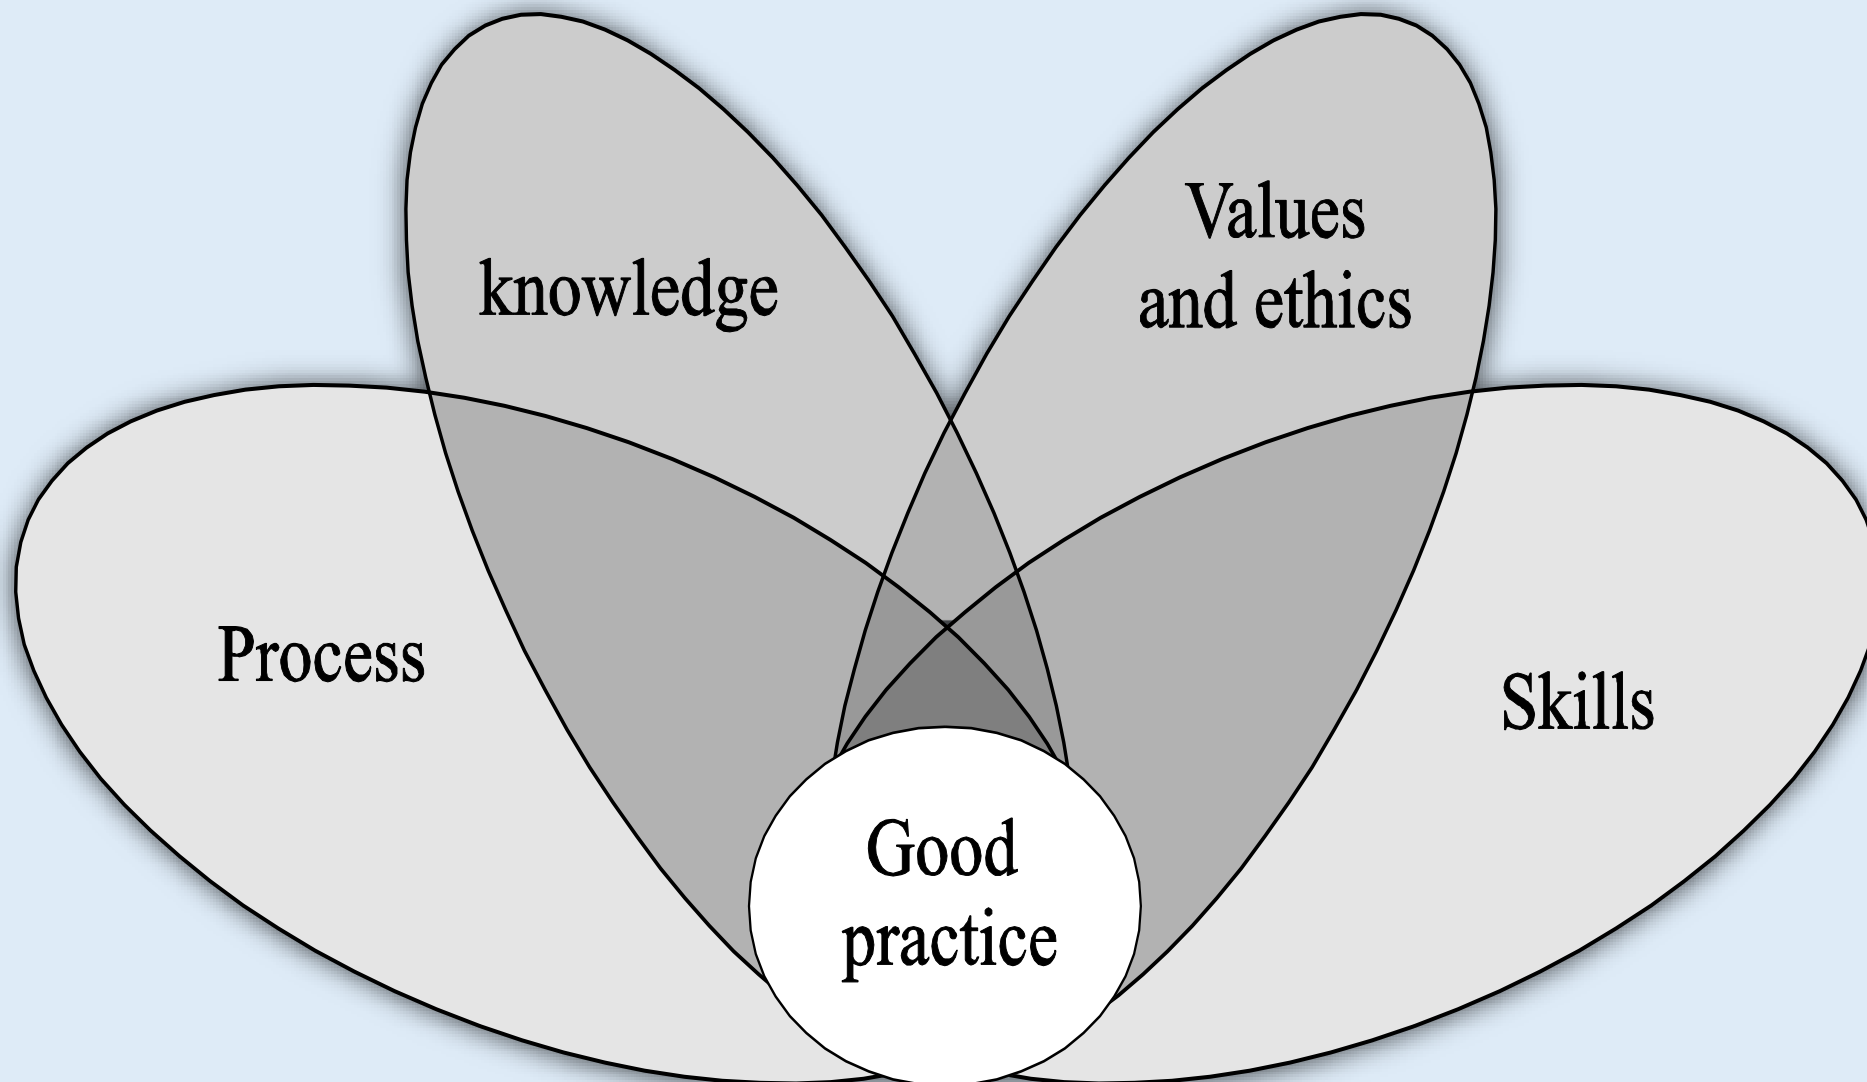 knowledge
Values
and ethics
Process
Skills
Good
practice